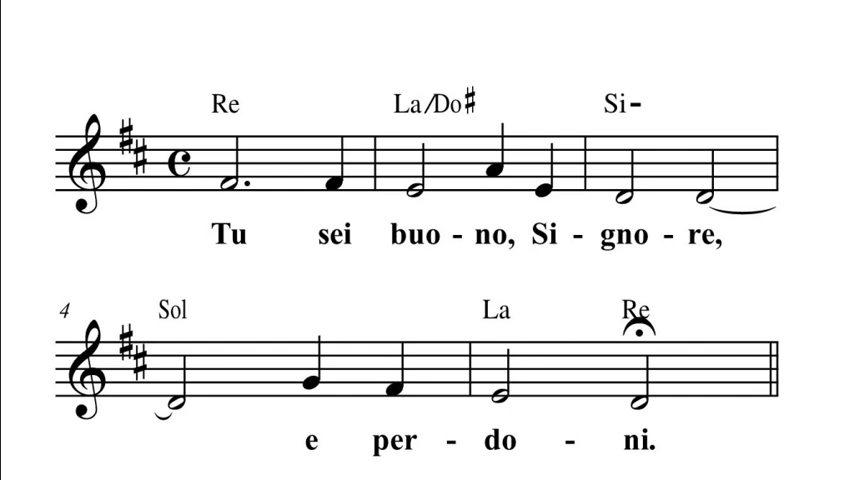 Re La/Do♯ Si-
Tu sei buo - no, Si - gno - re,
4 Sol La Re
e per - do - ni.